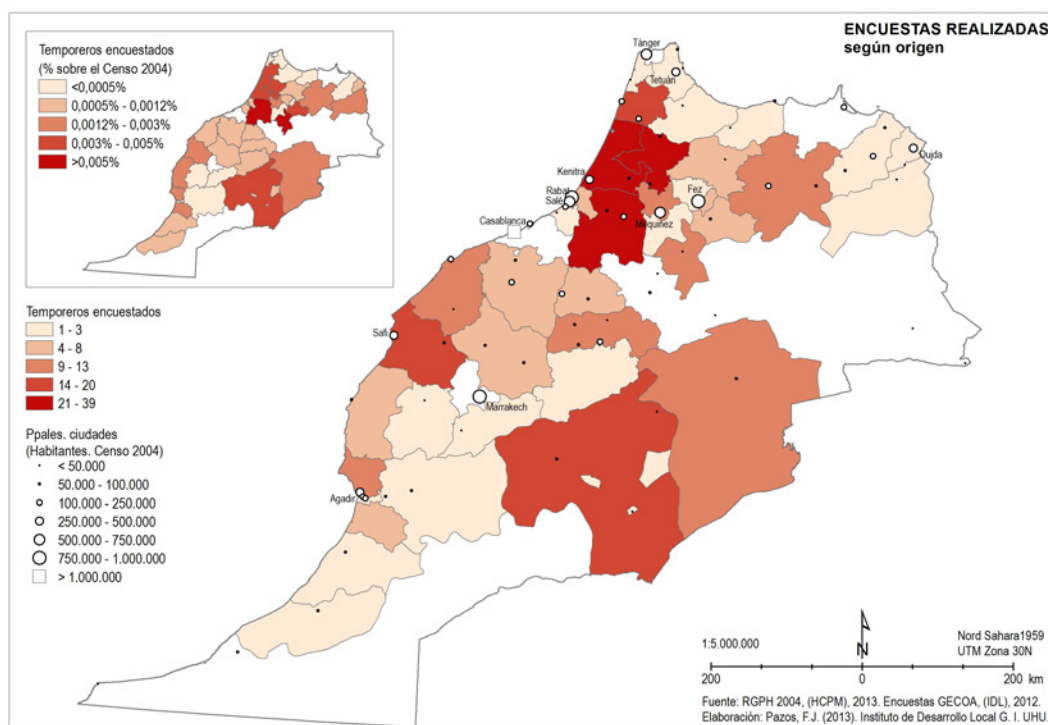 ENCUESTAS REALIZADAS
según origen
Temporeros encuestados
(% sobre el Censo 2004)
<0,0005%
0,0005% - 0,0012%
0,0012% - 0,003%
0,003% - 0,005%
>0,005%
Tánger
Tetuán
Oujda
Kenitra
Fez
Rabat
Salé
Casablanca
Mequinez
Safi
Marrakech
Agadir
Temporeros encuestados
1 - 3
4 - 8
9 - 13
14 - 20
21 - 39
Ppales. ciudades
(Habitantes. Censo 2004)
< 50.000
50.000 - 100.000
100.000 - 250.000
250.000 - 500.000
500.000 - 750.000
750.000 - 1.000.000
> 1.000.000
1:5.000.000
N
Nord Sahara1959
UTM Zona 30N
200 0 200 km
Fuente: RGPH 2004, (HCPM), 2013. Encuestas GECOA, (IDL), 2012.
Elaboración: Pazos, F.J. (2013). Instituto de Desarrollo Local G. I. UHU